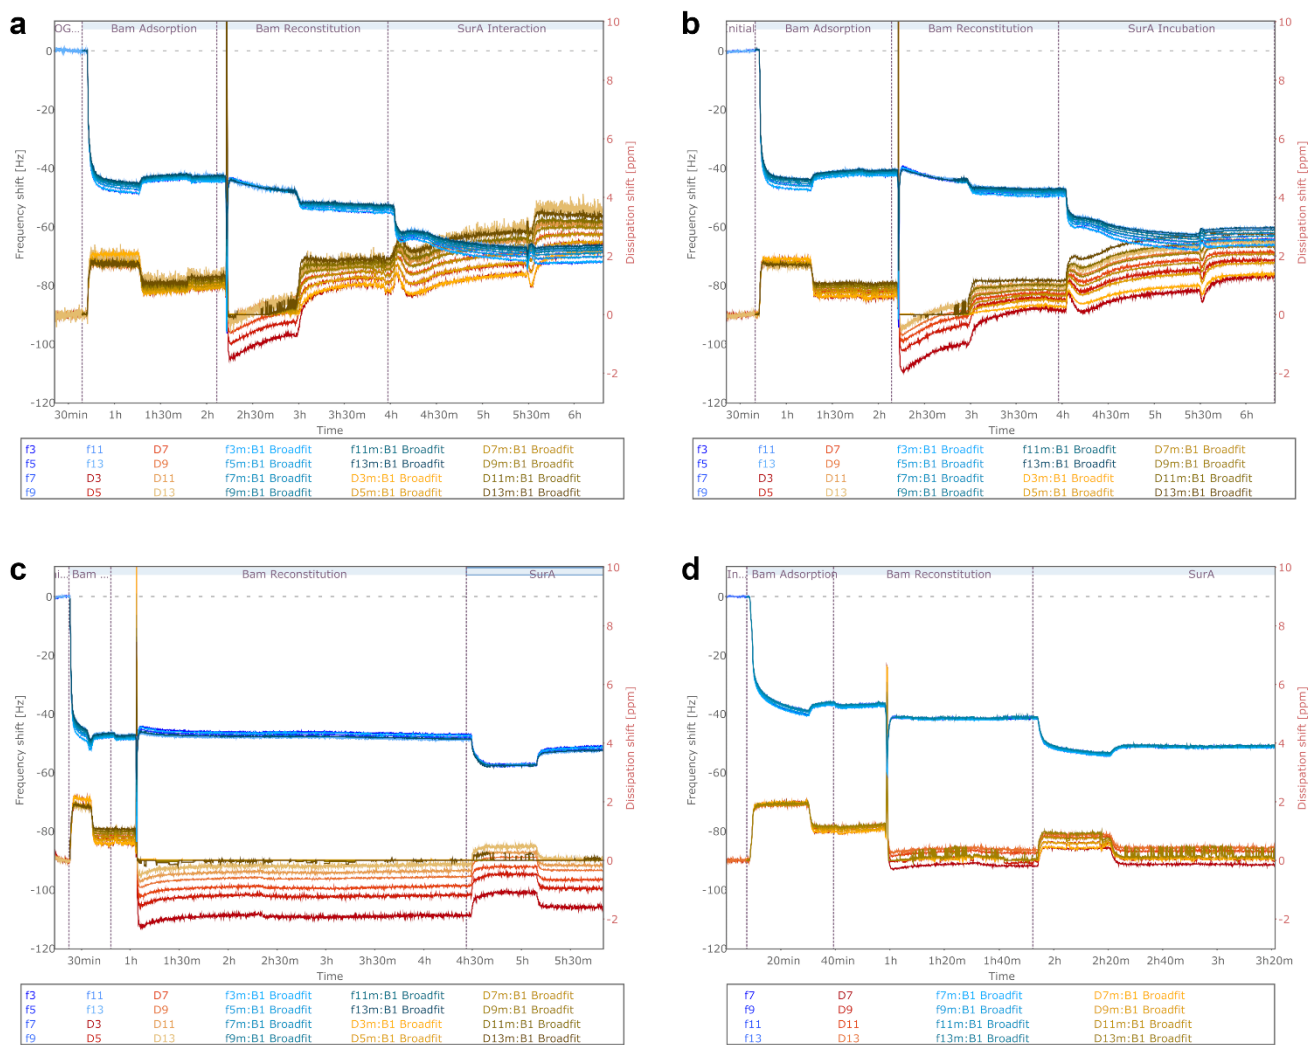 a
OG... Bam Adsorption Bam Reconstitution SurA Interaction
0
-20
-40
-60
-80
-100
-120
Frequency shift [Hz]
10
8
6
4
2
0
-2
Dissipation shift [ppm]
30min 1h 1h30m 2h 2h30m 3h 3h30m 4h 4h30m 5h 5h30m 6h
Time
f3 f11 D7 f3m:B1 Broadfit f11m:B1 Broadfit D7m:B1 Broadfit
f5 f13 D9 f5m:B1 Broadfit f13m:B1 Broadfit D9m:B1 Broadfit
f7 D3 D11 f7m:B1 Broadfit D3m:B1 Broadfit D11m:B1 Broadfit
f9 D5 D13 f9m:B1 Broadfit D5m:B1 Broadfit D13m:B1 Broadfit
b
nitial Bam Adsorption Bam Reconstitution SurA Incubation
0
-20
-40
-60
-80
-100
-120
Frequency shift [Hz]
10
8
6
4
2
0
-2
Dissipation shift [ppm]
30min 1h 1h30m 2h 2h30m 3h 3h30m 4h 4h30m 5h 5h30m 6h
Time
f3 f11 D7 f3m:B1 Broadfit f11m:B1 Broadfit D7m:B1 Broadfit
f5 f13 D9 f5m:B1 Broadfit f13m:B1 Broadfit D9m:B1 Broadfit
f7 D3 D11 f7m:B1 Broadfit D3m:B1 Broadfit D11m:B1 Broadfit
f9 D5 D13 f9m:B1 Broadfit D5m:B1 Broadfit D13m:B1 Broadfit
c
i... Bam ... Bam Reconstitution SurA
0
-20
-40
-60
-80
-100
-120
Frequency shift [Hz]
10
8
6
4
2
0
-2
Dissipation shift [ppm]
30min 1h 1h30m 2h 2h30m 3h 3h30m 4h 4h30m 5h 5h30m
Time
f3 f11 D7 f3m:B1 Broadfit f11m:B1 Broadfit D7m:B1 Broadfit
f5 f13 D9 f5m:B1 Broadfit f13m:B1 Broadfit D9m:B1 Broadfit
f7 D3 D11 f7m:B1 Broadfit D3m:B1 Broadfit D11m:B1 Broadfit
f9 D5 D13 f9m:B1 Broadfit D5m:B1 Broadfit D13m:B1 Broadfit
d
In... Bam Adsorption Bam Reconstitution SurA
0
-20
-40
-60
-80
-100
-120
Frequency shift [Hz]
10
8
6
4
2
0
-2
Dissipation shift [ppm]
20min 40min 1h 1h20m 1h40m 2h 2h20m 2h40m 3h 3h20m
Time
f7 D7 f7m:B1 Broadfit D7m:B1 Broadfit
f9 D9 f9m:B1 Broadfit D9m:B1 Broadfit
f11 D11 f11m:B1 Broadfit D11m:B1 Broadfit
f13 D13 f13m:B1 Broadfit D13m:B1 Broadfit